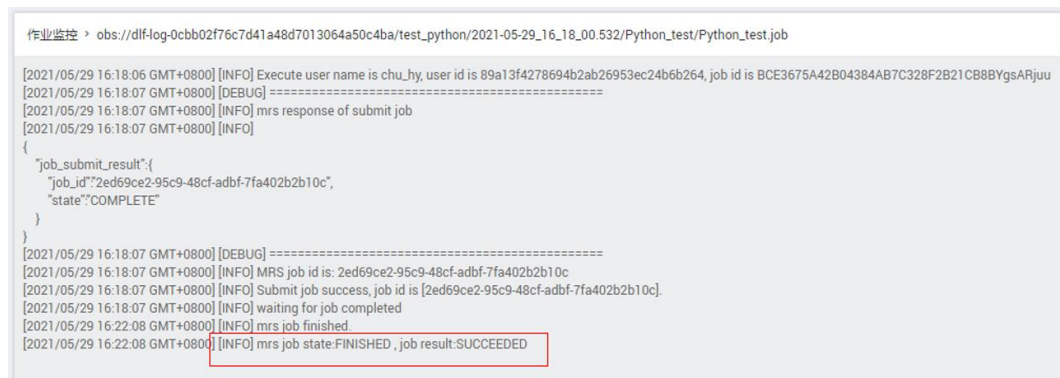 作业监控 > obs://dlf-log-0cbb02f76c7d41a48d7013064a50c4ba/test_python/2021-05-29_16_18_00.532/Python_test/Python_test.job
[2021/05/29 16:18:06 GMT+0800] [INFO] Execute user name is chu_hy, user id is 89a13f4278694b2ab26953ec24b6b264, job id is BCE3675A42B04384AB7C328F2B21CB8BYgsARjuu
[2021/05/29 16:18:07 GMT+0800] [DEBUG] ===============================================
[2021/05/29 16:18:07 GMT+0800] [INFO] mrs response of submit job
[2021/05/29 16:18:07 GMT+0800] [INFO]
{
"job_submit_result":{
"job_id":"2ed69ce2-95c9-48cf-adbf-7fa402b2b10c",
"state":"COMPLETE"
}
}
[2021/05/29 16:18:07 GMT+0800] [DEBUG] ===============================================
[2021/05/29 16:18:07 GMT+0800] [INFO] MRS job id is: 2ed69ce2-95c9-48cf-adbf-7fa402b2b10c
[2021/05/29 16:18:07 GMT+0800] [INFO] Submit job success, job id is [2ed69ce2-95c9-48cf-adbf-7fa402b2b10c].
[2021/05/29 16:18:07 GMT+0800] [INFO] waiting for job completed
[2021/05/29 16:22:08 GMT+0800] [INFO] mrs job finished.
[2021/05/29 16:22:08 GMT+0800] [INFO] mrs job state:FINISHED , job result:SUCCEEDED